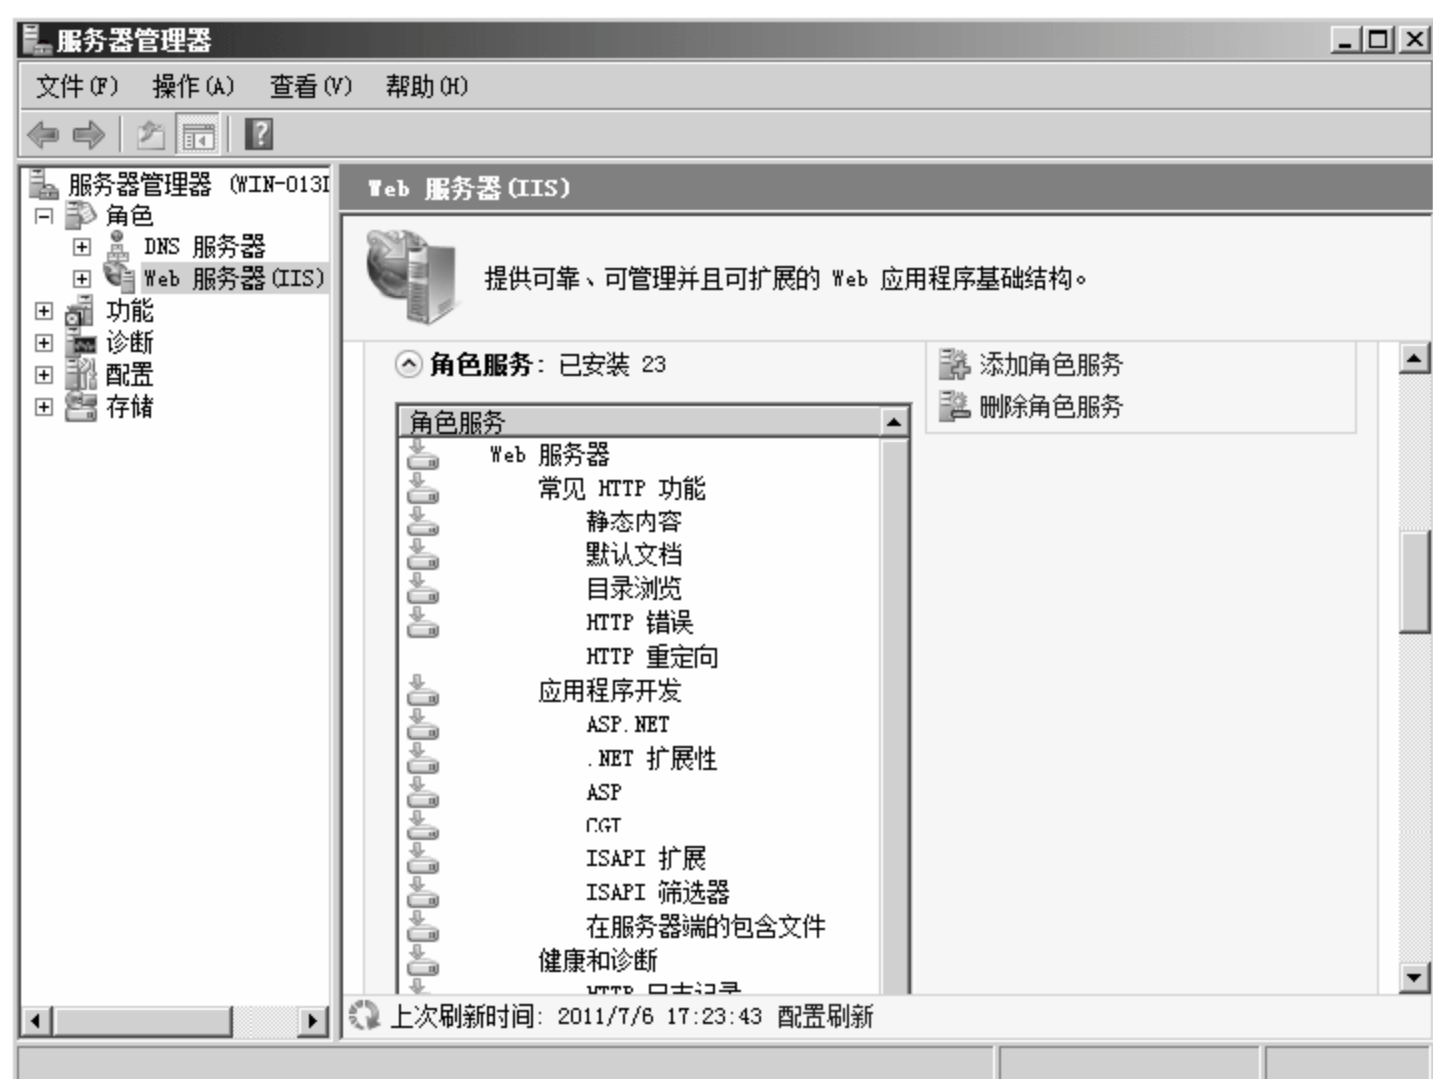 服务器管理器
文件(F) 操作(A) 查看(V) 帮助(H)
服务器管理器 (WIN-013I
角色
DNS 服务器
Web 服务器(IIS)
功能
诊断
配置
存储
Web 服务器(IIS)
提供可靠、可管理并且可扩展的 Web 应用程序基础结构。
角色服务: 已安装 23
角色服务
Web 服务器
常见 HTTP 功能
静态内容
默认文档
目录浏览
HTTP 错误
HTTP 重定向
应用程序开发
ASP.NET
.NET 扩展性
ASP
CGI
ISAPI 扩展
ISAPI 筛选器
在服务器端的包含文件
健康和诊断
HTTP 日志记录
添加角色服务
删除角色服务
上次刷新时间: 2011/7/6 17:23:43 配置刷新